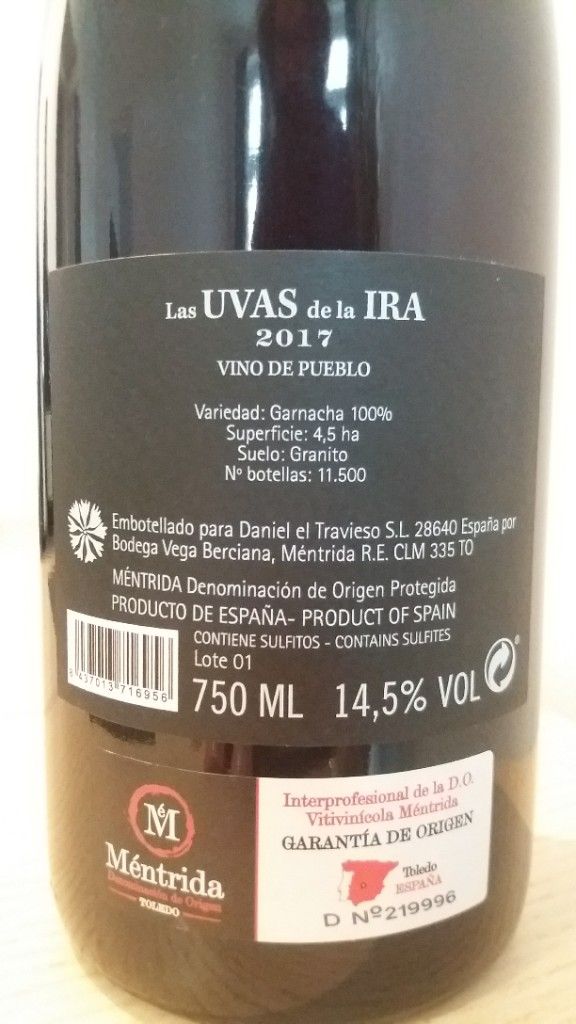 Las UVAS de la IRA
2017
VINO DE PUEBLO
Variedad: Garnacha 100%
Superficie: 4,5 ha
Suelo: Granito
Nº botellas: 11.500
Embotellado para Daniel el Travieso S.L. 28640 España por
Bodega Vega Berciana, Méntrida R.E. CLM 335 TO
MÉNTRIDA Denominación de Origen Protegida
PRODUCTO DE ESPAÑA- PRODUCT OF SPAIN
CONTIENE SULFITOS - CONTAINS SULFITES
Lote 01
8 437013 716956
750 ML 14,5% VOL
éM
Méntrida
Denominación de Origen
TOLEDO
Interprofesional de la D.O.
Vitivinícola Méntrida
GARANTÍA DE ORIGEN
Toledo
ESPAÑA
D Nº219996